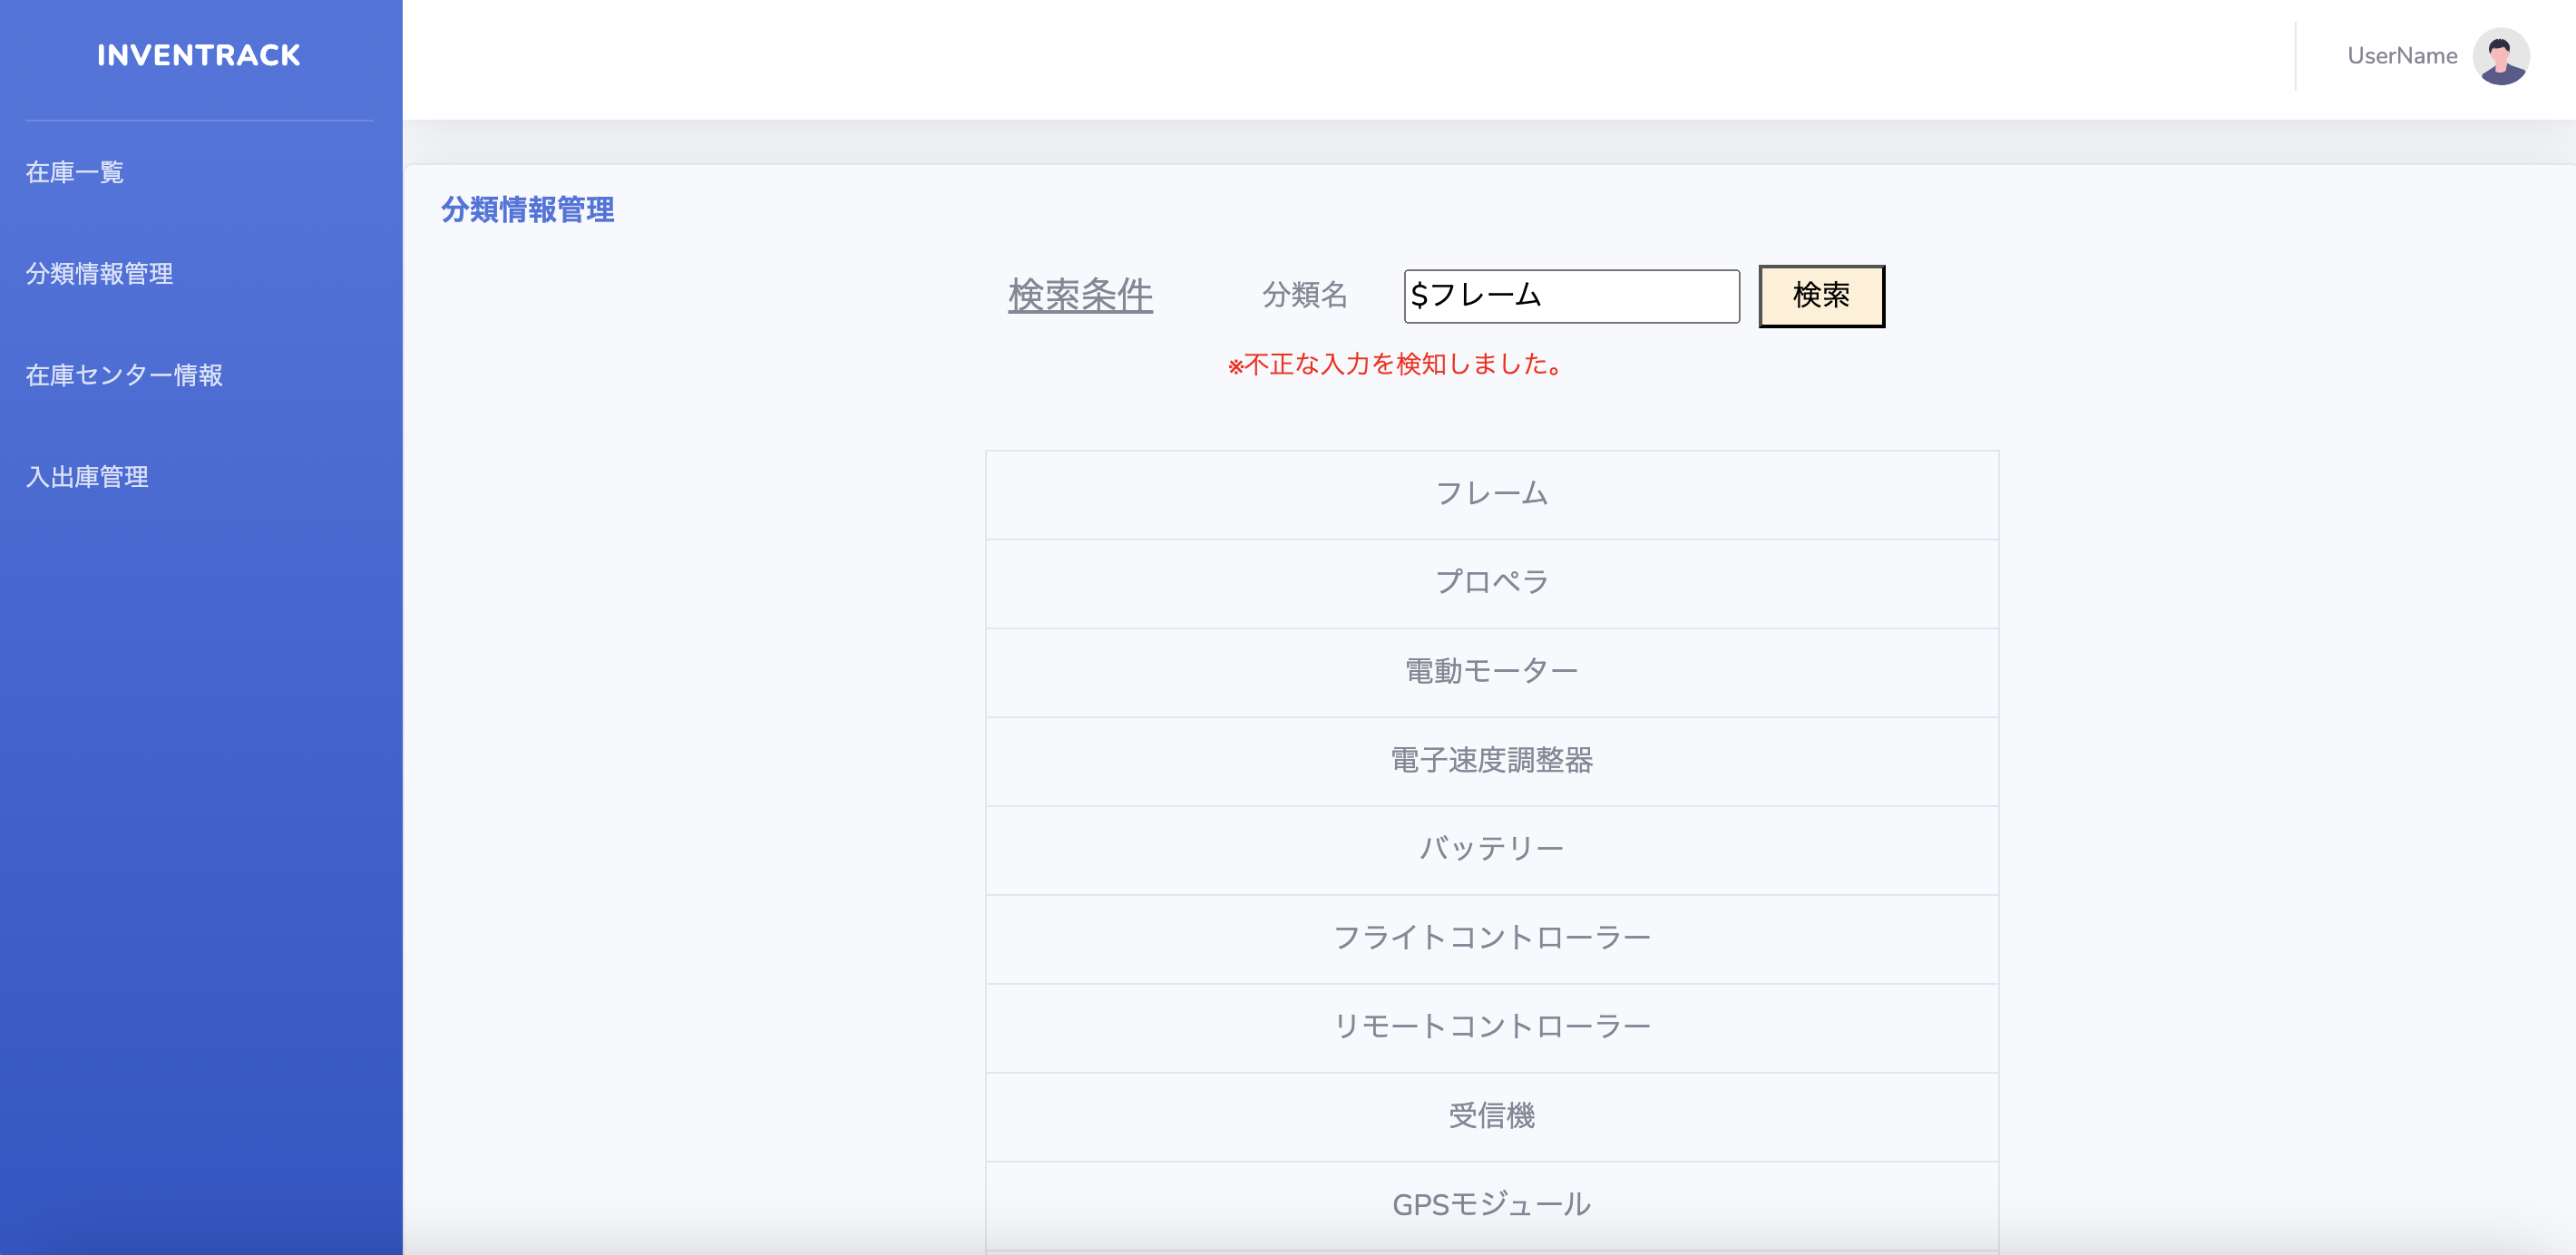 INVENTRACK
UserName
在庫一覧
分類情報管理
在庫センター情報
入出庫管理
分類情報管理
検索条件 分類名 $フレーム 検索
※不正な入力を検知しました。
フレーム
プロペラ
電動モーター
電子速度調整器
バッテリー
フライトコントローラー
リモートコントローラー
受信機
GPSモジュール